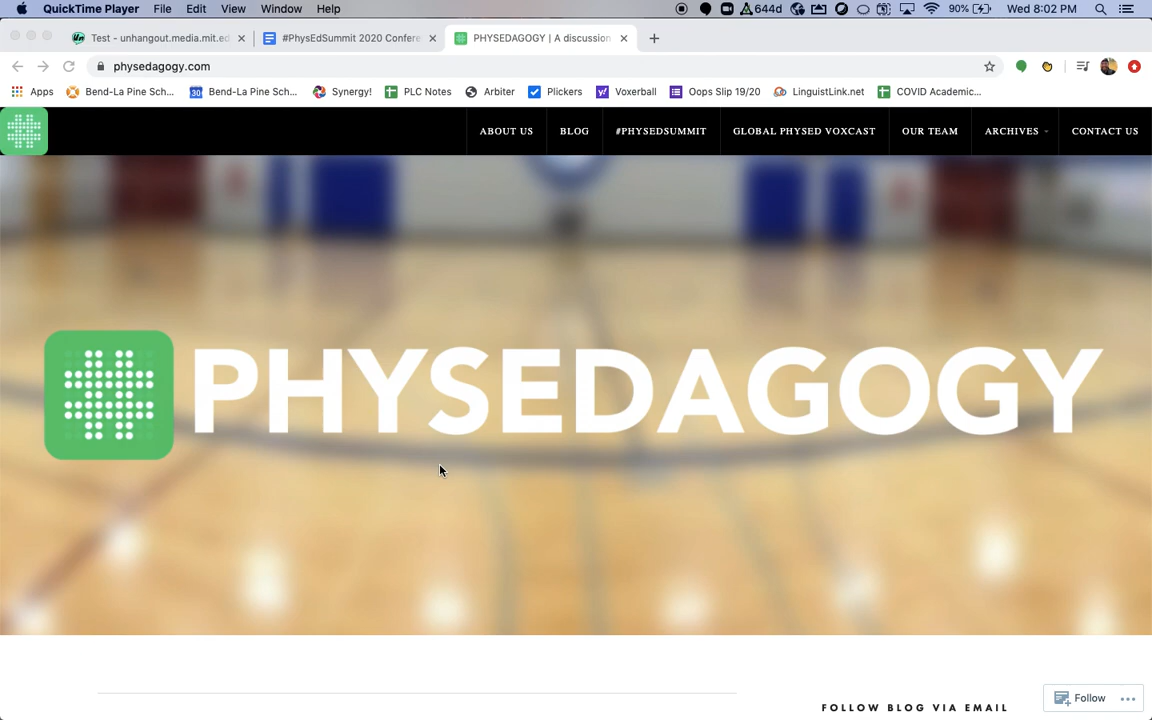 QuickTime Player File Edit View Window Help 644d 90% Wed 8:02 PM
Test - unhangout.media.mit.ed #PhysEdSummit 2020 Confere PHYSEDAGOGY | A discussion
physedagogy.com
Apps Bend-La Pine Sch... 30 Bend-La Pine Sch... Synergy! PLC Notes Arbiter Plickers Voxerball Oops Slip 19/20 LinguistLink.net COVID Academic...
ABOUT US BLOG #PHYSEDSUMMIT GLOBAL PHYSED VOXCAST OUR TEAM ARCHIVES CONTACT US
# PHYSEDAGOGY
Follow
FOLLOW BLOG VIA EMAIL